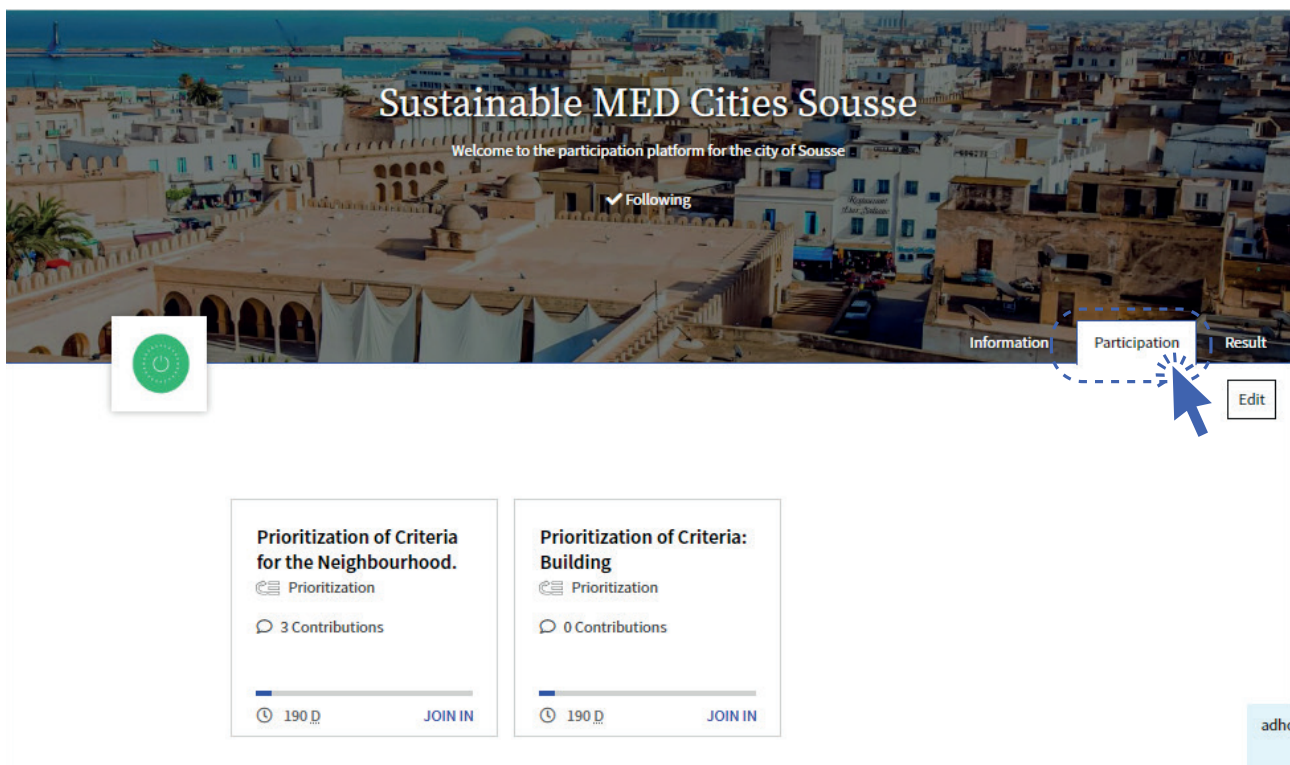 Sustainable MED Cities Sousse
Welcome to the participation platform for the city of Sousse
Following
Information
Participation
Result
Edit
Prioritization of Criteria
for the Neighbourhood.
Prioritization
3 Contributions
190 D
JOIN IN
Prioritization of Criteria:
Building
Prioritization
0 Contributions
190 D
JOIN IN